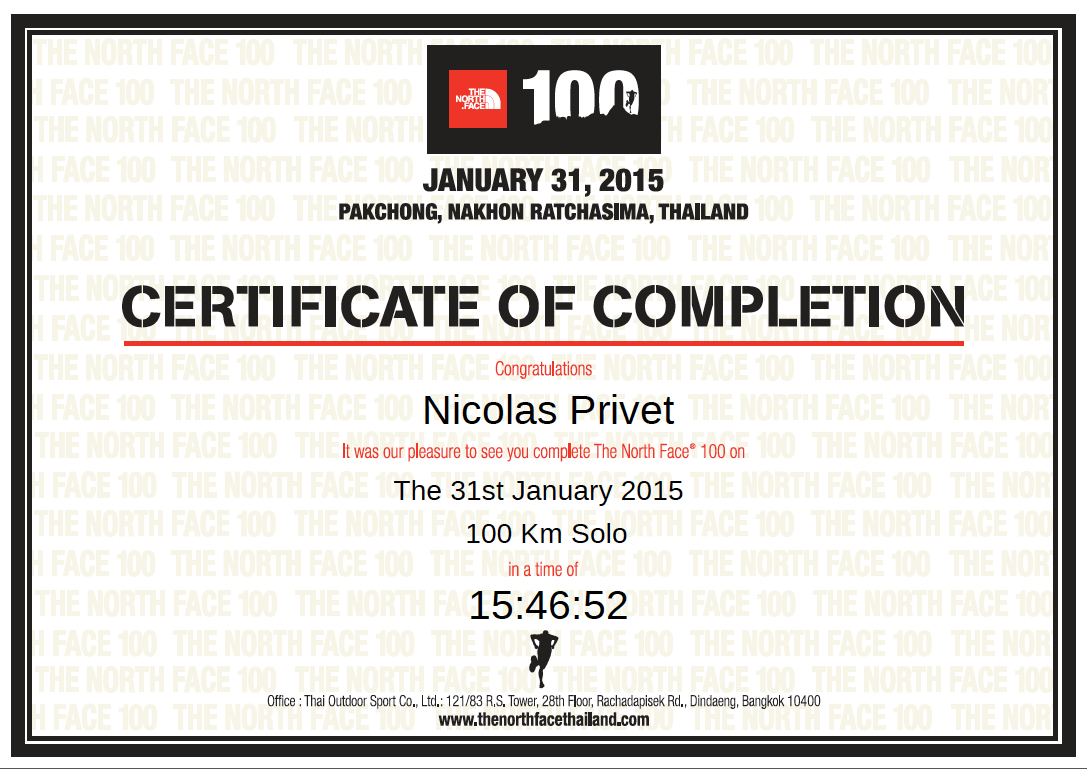 THE NORTH FACE
100
JANUARY 31, 2015
PAKCHONG, NAKHON RATCHASIMA, THAILAND
CERTIFICATE OF COMPLETION
Congratulations
Nicolas Privet
It was our pleasure to see you complete The North Face® 100 on
The 31st January 2015
100 Km Solo
in a time of
15:46:52
Office : Thai Outdoor Sport Co., Ltd.: 121/83 R.S. Tower, 28th Floor, Rachadapisek Rd., Dindaeng, Bangkok 10400
www.thenorthfacethailand.com